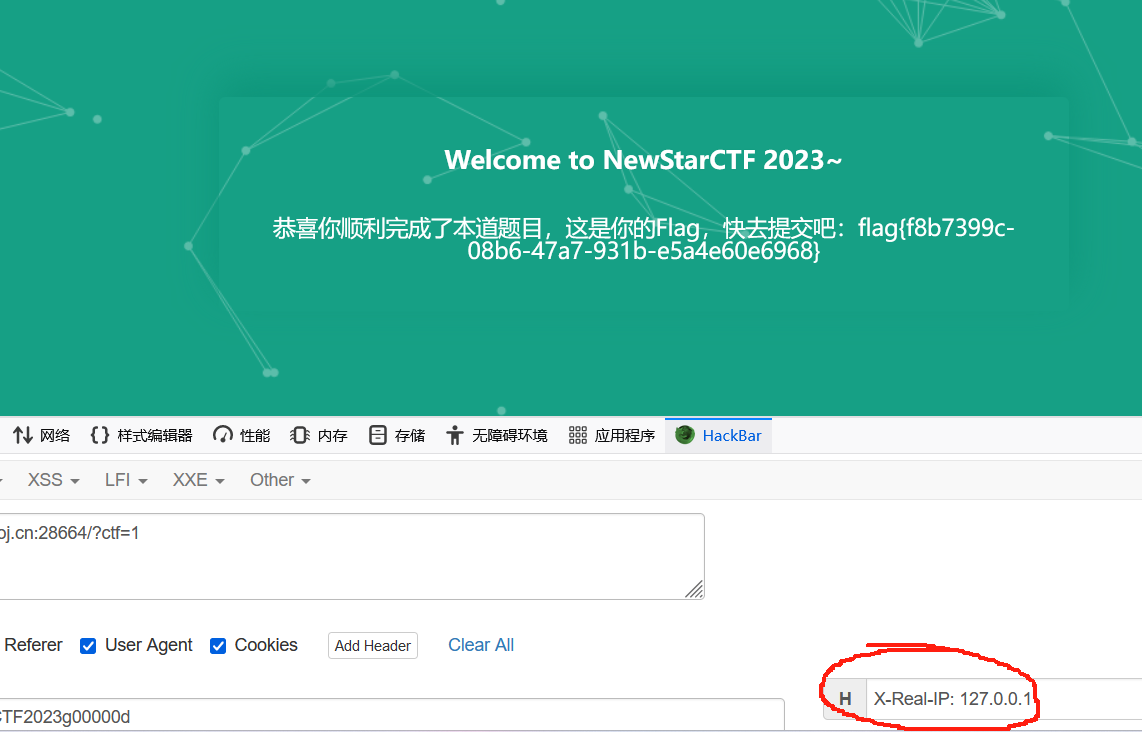 Welcome to NewStarCTF 2023~
恭喜你顺利完成了本道题目，这是你的Flag，快去提交吧：flag{f8b7399c-
08b6-47a7-931b-e5a4e60e6968}
网络 {} 样式编辑器 性能 内存 存储 无障碍环境 应用程序 HackBar
XSS LFI XXE Other
oj.cn:28664/?ctf=1
Referer User Agent Cookies Add Header Clear All
H X-Real-IP: 127.0.0.1
CTF2023g00000d